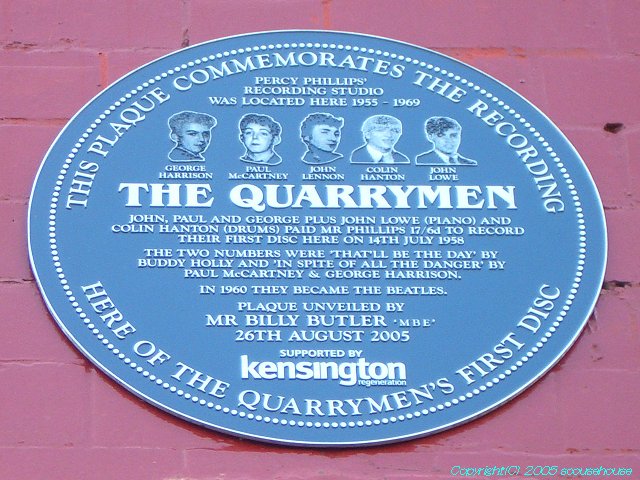 THIS PLAQUE COMMEMORATES THE RECORDING
PERCY PHILLIPS'
RECORDING STUDIO
WAS LOCATED HERE 1955 - 1969
GEORGE HARRISON
PAUL McCARTNEY
JOHN LENNON
COLIN HANTON
JOHN LOWE
THE QUARRYMEN
JOHN, PAUL AND GEORGE PLUS JOHN LOWE (PIANO) AND
COLIN HANTON (DRUMS) PAID MR PHILLIPS 17/6d TO RECORD
THEIR FIRST DISC HERE ON 14TH JULY 1958
THE TWO NUMBERS WERE 'THAT'LL BE THE DAY' BY
BUDDY HOLLY AND 'IN SPITE OF ALL THE DANGER' BY
PAUL McCARTNEY & GEORGE HARRISON.
IN 1960 THEY BECAME THE BEATLES.
PLAQUE UNVEILED BY
MR BILLY BUTLER 'MBE'
26TH AUGUST 2005
SUPPORTED BY
kensington
regeneration
HERE OF THE QUARRYMEN'S FIRST DISC
Copyright(C) 2005 scousehouse